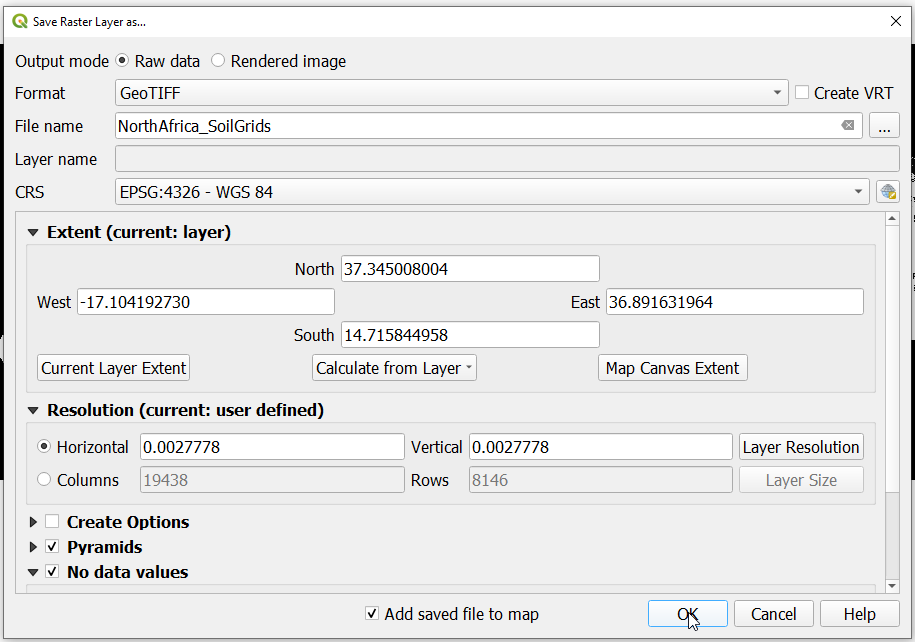 Save Raster Layer as...
Output mode Raw data Rendered image
Format GeoTIFF Create VRT
File name NorthAfrica_SoilGrids ...
Layer name
CRS EPSG:4326 - WGS 84
Extent (current: layer)
North 37.345008004
West -17.104192730 East 36.891631964
South 14.715844958
Current Layer Extent Calculate from Layer Map Canvas Extent
Resolution (current: user defined)
Horizontal 0.0027778 Vertical 0.0027778 Layer Resolution
Columns 19438 Rows 8146 Layer Size
Create Options
Pyramids
No data values
Add saved file to map OK Cancel Help